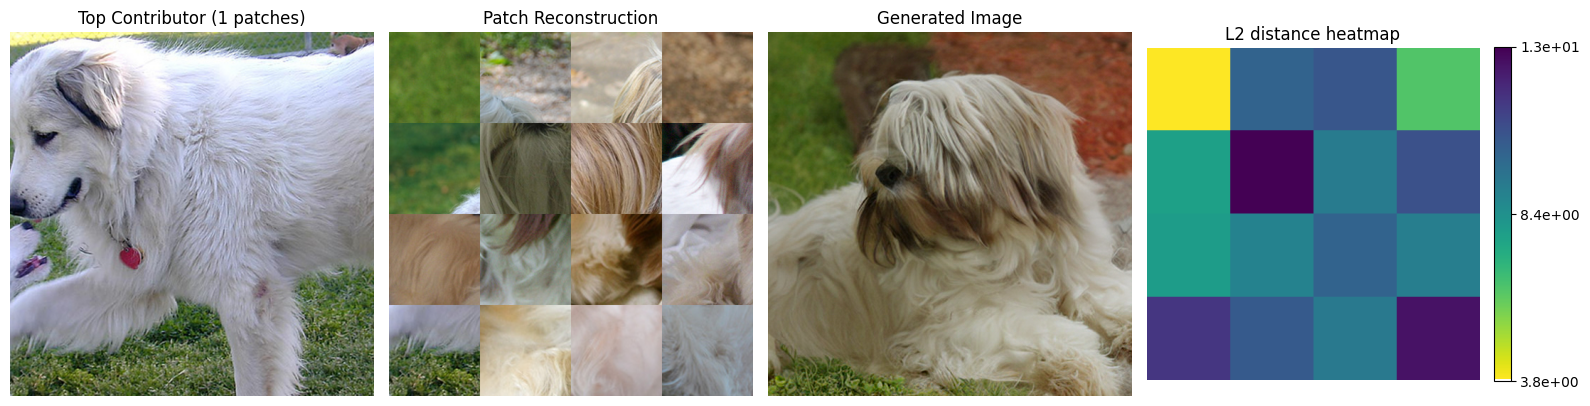 Top Contributor (1 patches)
Patch Reconstruction
Generated Image
L2 distance heatmap
1.3e+01
8.4e+00
3.8e+00